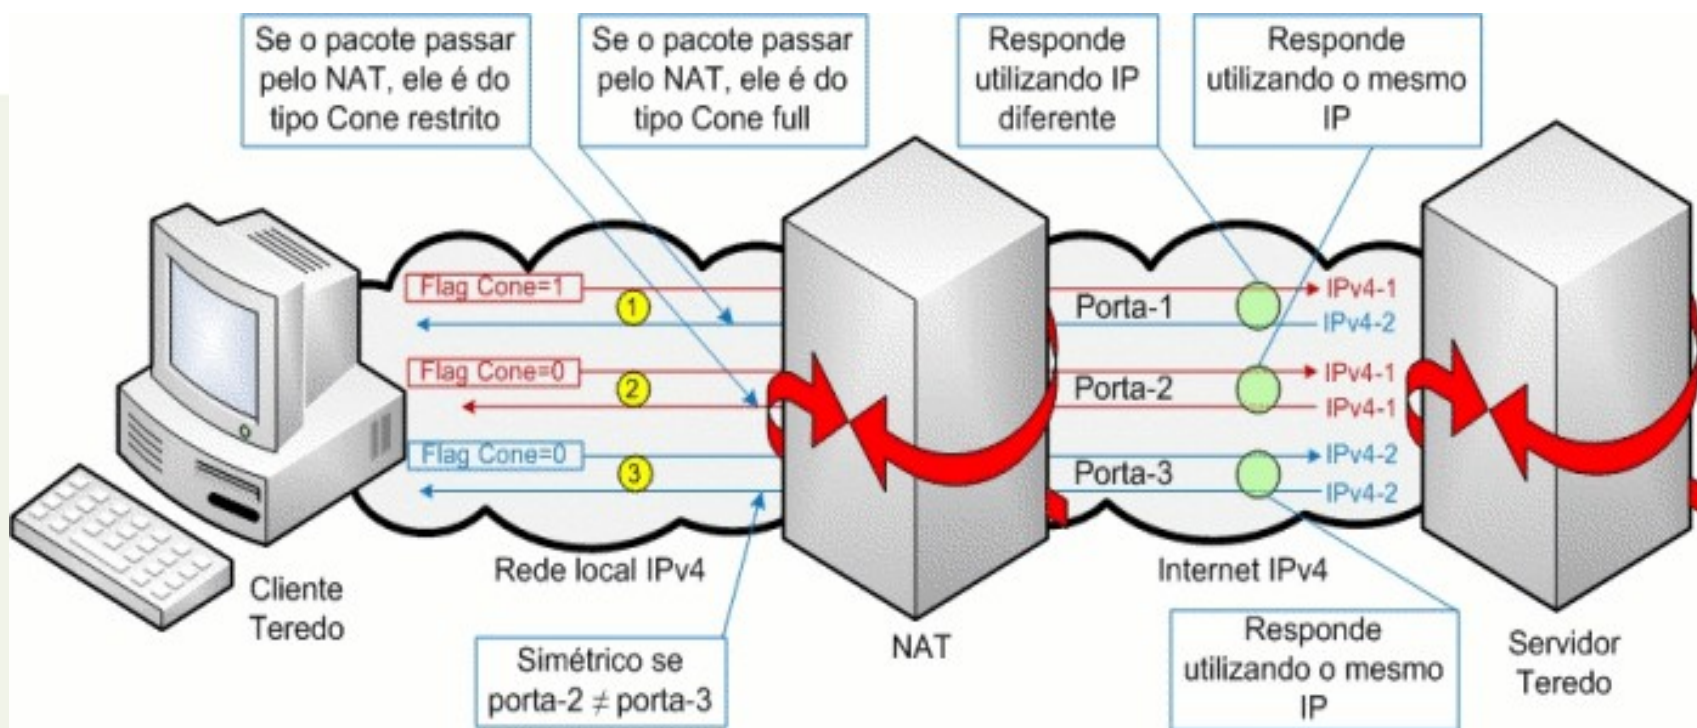 Se o pacote passar
pelo NAT, ele é do
tipo Cone restrito
Se o pacote passar
pelo NAT, ele é do
tipo Cone full
Responde
utilizando IP
diferente
Responde
utilizando o mesmo
IP
Flag Cone=1
1
Porta-1
IPv4-1
IPv4-2
Flag Cone=0
2
Porta-2
IPv4-1
IPv4-1
Flag Cone=0
3
Porta-3
IPv4-2
IPv4-2
Rede local IPv4
Internet IPv4
Cliente
Teredo
NAT
Servidor
Teredo
Simétrico se
porta-2 ≠ porta-3
Responde
utilizando o mesmo
IP